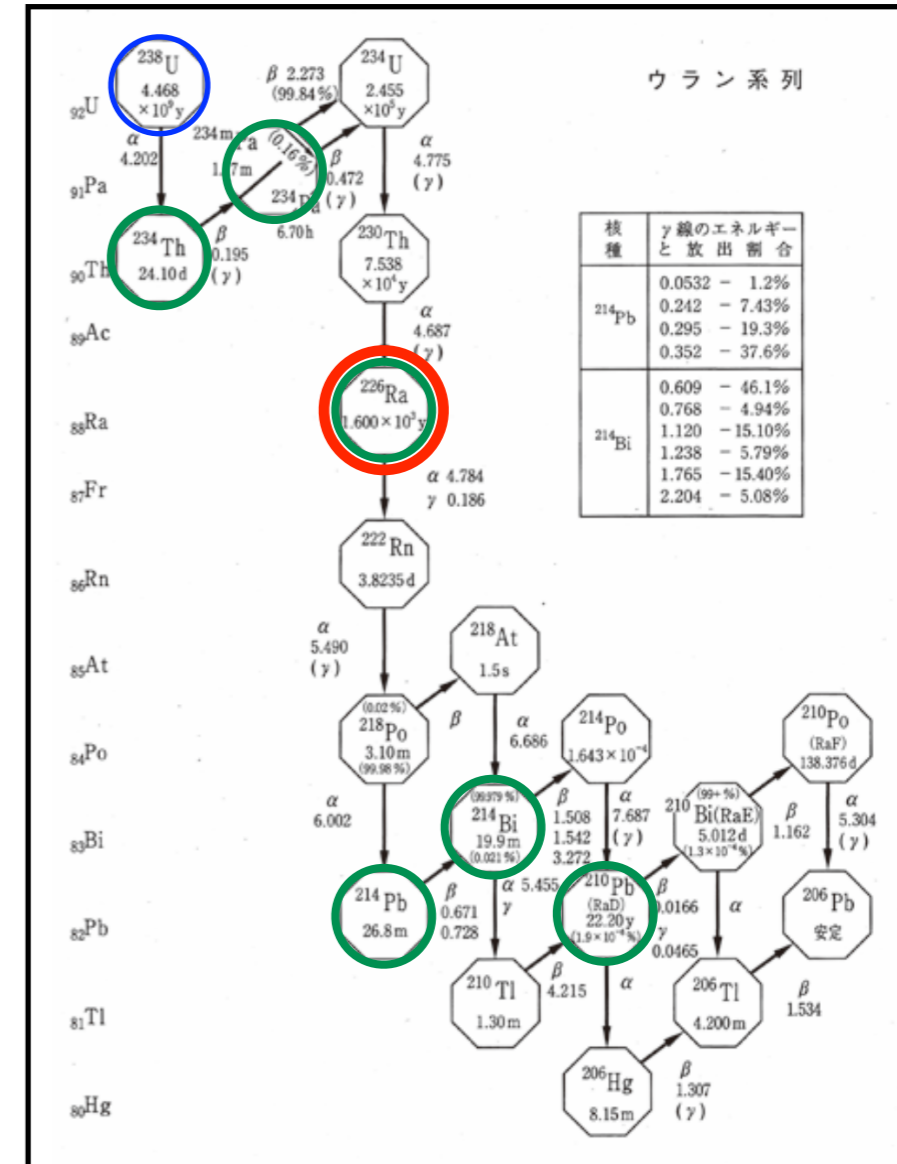 ウラン系列
238U
4.468
×10⁹y
β 2.273
(99.84%)
234U
2.455
×10⁵y
92U
α
4.202
234m
(0.16%)
β
0.472
(γ)
α
4.775
(γ)
91Pa
234
6.70h
234Th
24.10d
β
0.195
(γ)
230Th
7.538
×10⁴y
90Th
核種
γ線のエネルギーと放出割合
214Pb
0.0532 - 1.2%
0.242 - 7.43%
0.295 - 19.3%
0.352 - 37.6%
214Bi
0.609 - 46.1%
0.768 - 4.94%
1.120 - 15.10%
1.238 - 5.79%
1.765 - 15.40%
2.204 - 5.08%
89Ac
α
4.687
(γ)
226Ra
1.600×10³y
88Ra
α 4.784
γ 0.186
87Fr
222Rn
3.8235d
86Rn
α
5.490
(γ)
218At
1.5s
85At
(0.02%)
218Po
3.10m
(99.98%)
β
α
6.686
214Po
1.643×10⁻⁴
210Po
(RaF)
138.376d
84Po
α
6.002
(99.979%)
214Bi
19.9m
(0.021%)
β
1.508
1.542
3.272
α
7.687
(γ)
(99+%)
210Bi(RaE)
5.012d
(1.3×10⁻⁴%)
β
1.162
α
5.304
(γ)
83Bi
214Pb
26.8m
β
0.671
0.728
α 5.455
γ
210Pb
(RaD)
22.20y
(1.9×10⁻⁶%)
β
0.0166
γ
0.0465
α
206Pb
安定
82Pb
210Tl
1.30m
β
4.215
α
206Tl
4.200m
β
1.534
81Tl
206Hg
8.15m
β
1.307
(γ)
80Hg